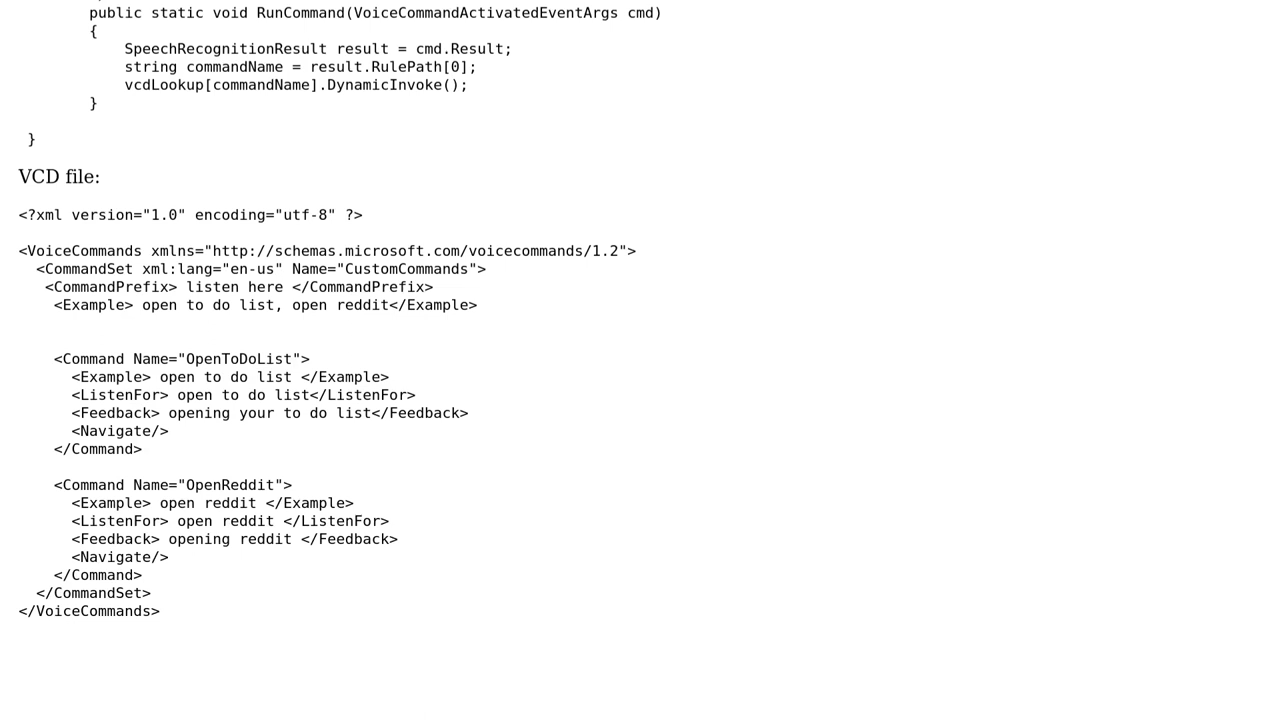 public static void RunCommand(VoiceCommandActivatedEventArgs cmd)
{
SpeechRecognitionResult result = cmd.Result;
string commandName = result.RulePath[0];
vcdLookup[commandName].DynamicInvoke();
}
}
VCD file:
<?xml version="1.0" encoding="utf-8" ?>
<VoiceCommands xmlns="http://schemas.microsoft.com/voicecommands/1.2">
<CommandSet xml:lang="en-us" Name="CustomCommands">
<CommandPrefix> listen here </CommandPrefix>
<Example> open to do list, open reddit</Example>
<Command Name="OpenToDoList">
<Example> open to do list </Example>
<ListenFor> open to do list</ListenFor>
<Feedback> opening your to do list</Feedback>
<Navigate/>
</Command>
<Command Name="OpenReddit">
<Example> open reddit </Example>
<ListenFor> open reddit </ListenFor>
<Feedback> opening reddit </Feedback>
<Navigate/>
</Command>
</CommandSet>
</VoiceCommands>